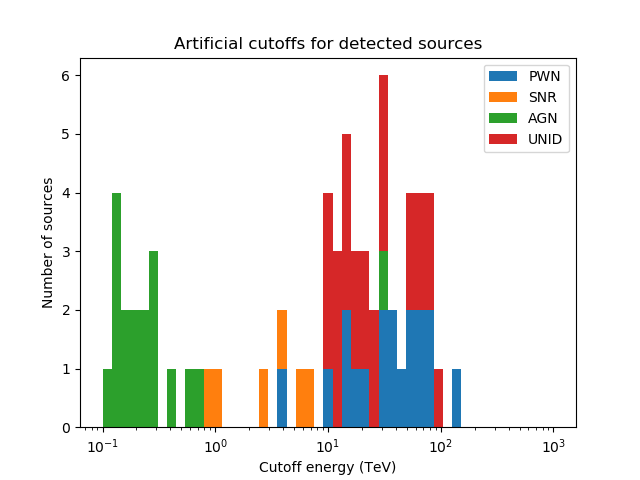 Artificial cutoffs for detected sources
PWN
SNR
AGN
UNID
Number of sources
6
5
4
3
2
1
0
10⁻¹ 10⁰ 10¹ 10² 10³
Cutoff energy (TeV)